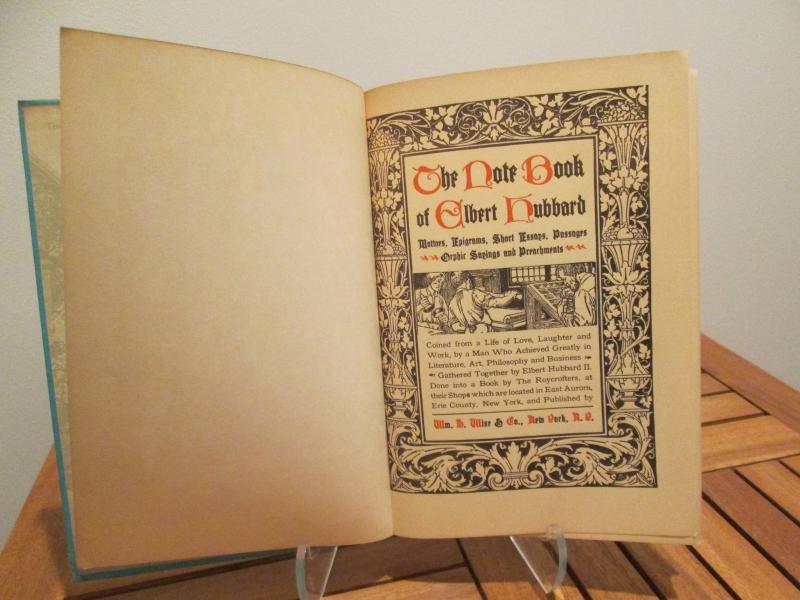 The Note Book
of Elbert Hubbard
Mottoes, Epigrams, Short Essays, Passages
Orphic Sayings and Preachments
Coined from a Life of Love, Laughter and
Work, by a Man Who Achieved Greatly in
Literature, Art, Philosophy and Business
Gathered Together by Elbert Hubbard II.
Done into a Book by The Roycrofters, at
their Shops which are located in East Aurora,
Erie County, New York, and Published by
Wm. H. Wise & Co., New York, N. Y.